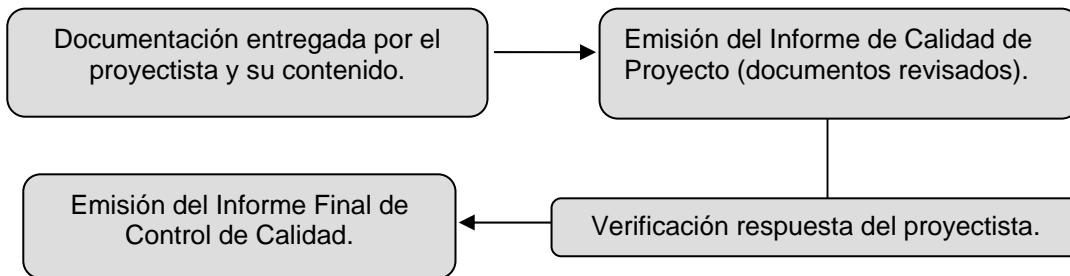 Documentación entregada por el
proyectista y su contenido.
Emisión del Informe de Calidad de
Proyecto (documentos revisados).
Verificación respuesta del proyectista.
Emisión del Informe Final de
Control de Calidad.